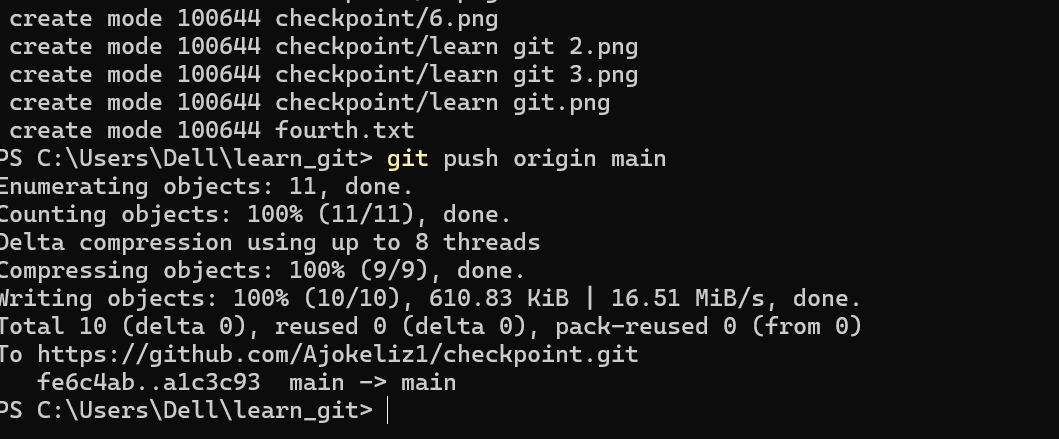 create mode 100644 checkpoint/6.png
create mode 100644 checkpoint/learn git 2.png
create mode 100644 checkpoint/learn git 3.png
create mode 100644 checkpoint/learn git.png
create mode 100644 fourth.txt
PS C:\Users\Dell\learn_git> git push origin main
Enumerating objects: 11, done.
Counting objects: 100% (11/11), done.
Delta compression using up to 8 threads
Compressing objects: 100% (9/9), done.
Writing objects: 100% (10/10), 610.83 KiB | 16.51 MiB/s, done.
Total 10 (delta 0), reused 0 (delta 0), pack-reused 0 (from 0)
To https://github.com/Ajokeliz1/checkpoint.git
fe6c4ab..a1c3c93  main -> main
PS C:\Users\Dell\learn_git>